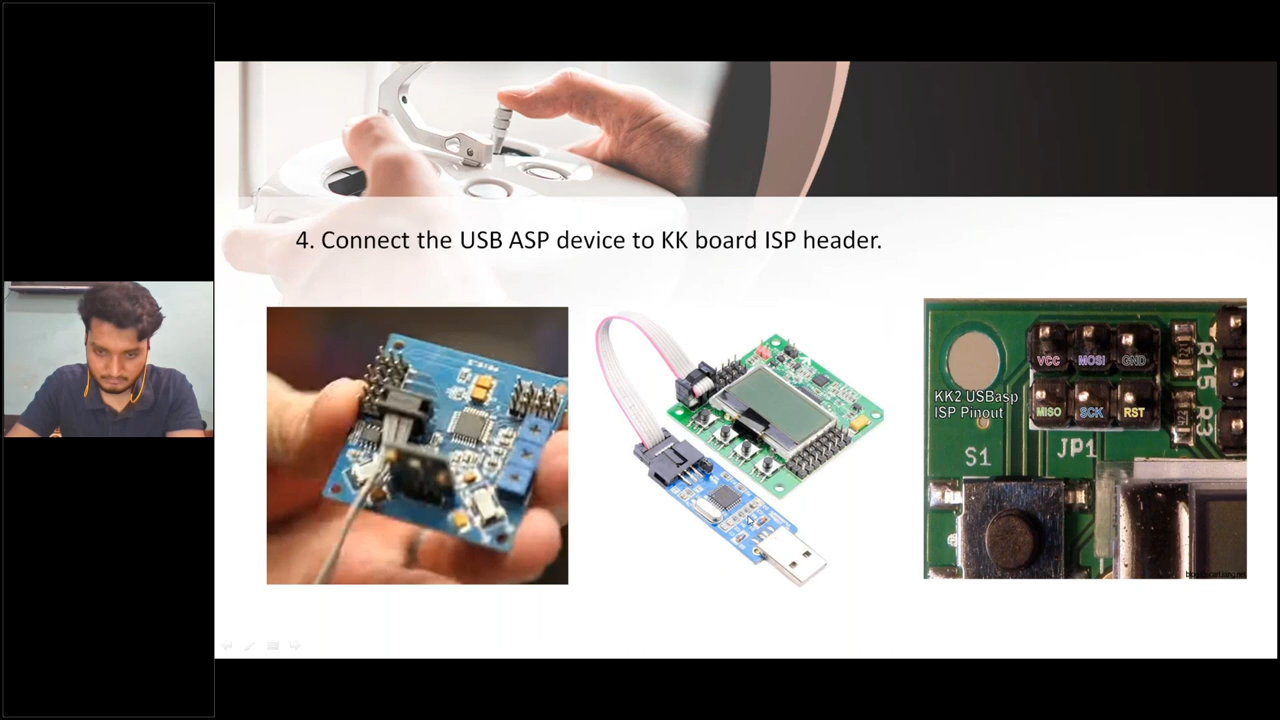 4. Connect the USB ASP device to KK board ISP header.
VCC MOSI GND
KK2 USBasp
ISP Pinout
MISO SCK RST
R15
R3
S1
JP1